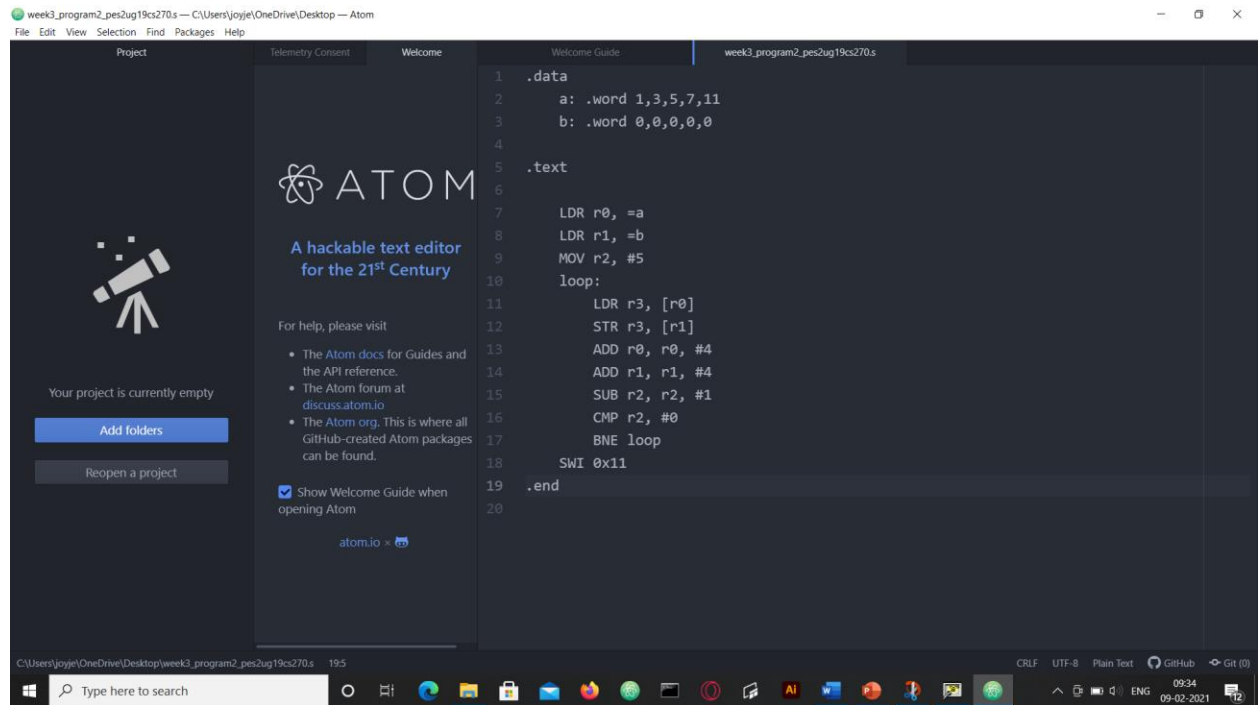 week3_program2_pes2ug19cs270.s — C:\Users\joyje\OneDrive\Desktop — Atom
File Edit View Selection Find Packages Help
Project
Telemetry Consent
Welcome
Welcome Guide
week3_program2_pes2ug19cs270.s
Your project is currently empty
Add folders
Reopen a project
ATOM
A hackable text editor
for the 21st Century
For help, please visit
• The Atom docs for Guides and
the API reference.
• The Atom forum at
discuss.atom.io
• The Atom org. This is where all
GitHub-created Atom packages
can be found.
Show Welcome Guide when
opening Atom
atom.io ×
1 .data
2 a: .word 1,3,5,7,11
3 b: .word 0,0,0,0,0
4
5 .text
6
7 LDR r0, =a
8 LDR r1, =b
9 MOV r2, #5
10 loop:
11 LDR r3, [r0]
12 STR r3, [r1]
13 ADD r0, r0, #4
14 ADD r1, r1, #4
15 SUB r2, r2, #1
16 CMP r2, #0
17 BNE loop
18 SWI 0x11
19 .end
20
C:\Users\joyje\OneDrive\Desktop\week3_program2_pes2ug19cs270.s 19:5
CRLF UTF-8 Plain Text GitHub Git (0)
Type here to search
Ai
ENG
09:34
09-02-2021
12